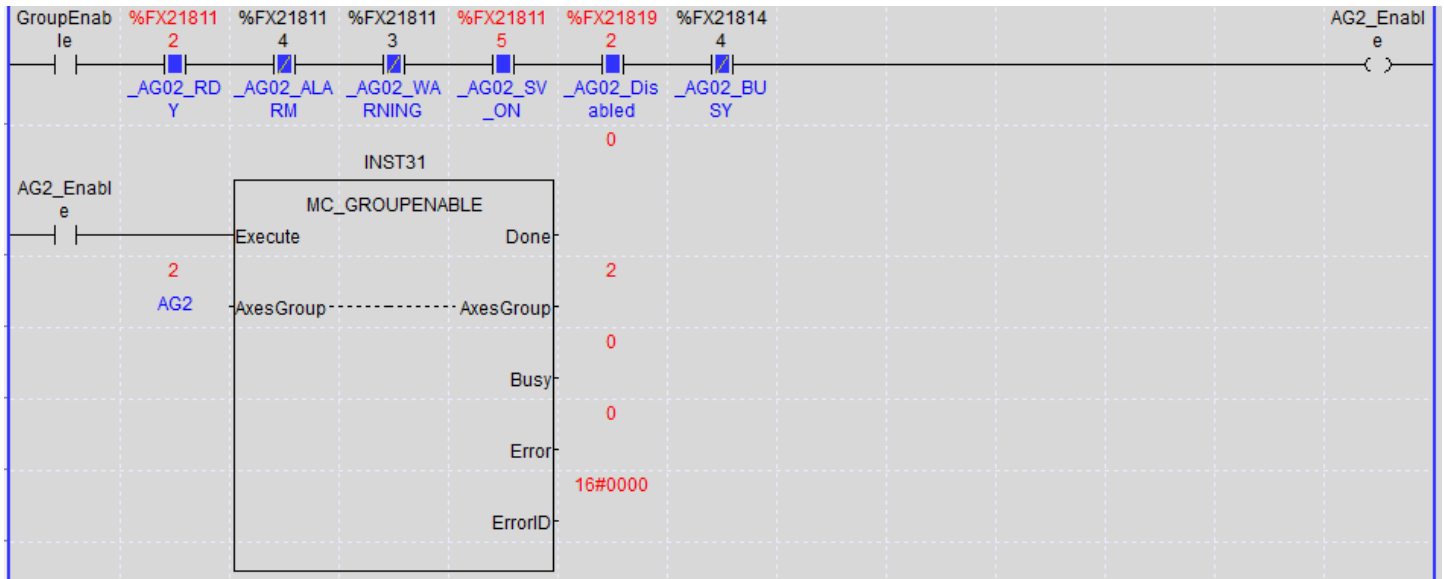 GroupEnab %FX21811 %FX21811 %FX21811 %FX21811 %FX21819 %FX21814 AG2_Enabl
le 2 4 3 5 2 4 e
_AG02_RD _AG02_ALA _AG02_WA _AG02_SV _AG02_Dis _AG02_BU
Y RM RNING _ON abled SY
0
INST31
AG2_Enabl
e
MC_GROUPENABLE
Execute Done
2 2
AG2 AxesGroup AxesGroup
0
Busy
0
Error
16#0000
ErrorID